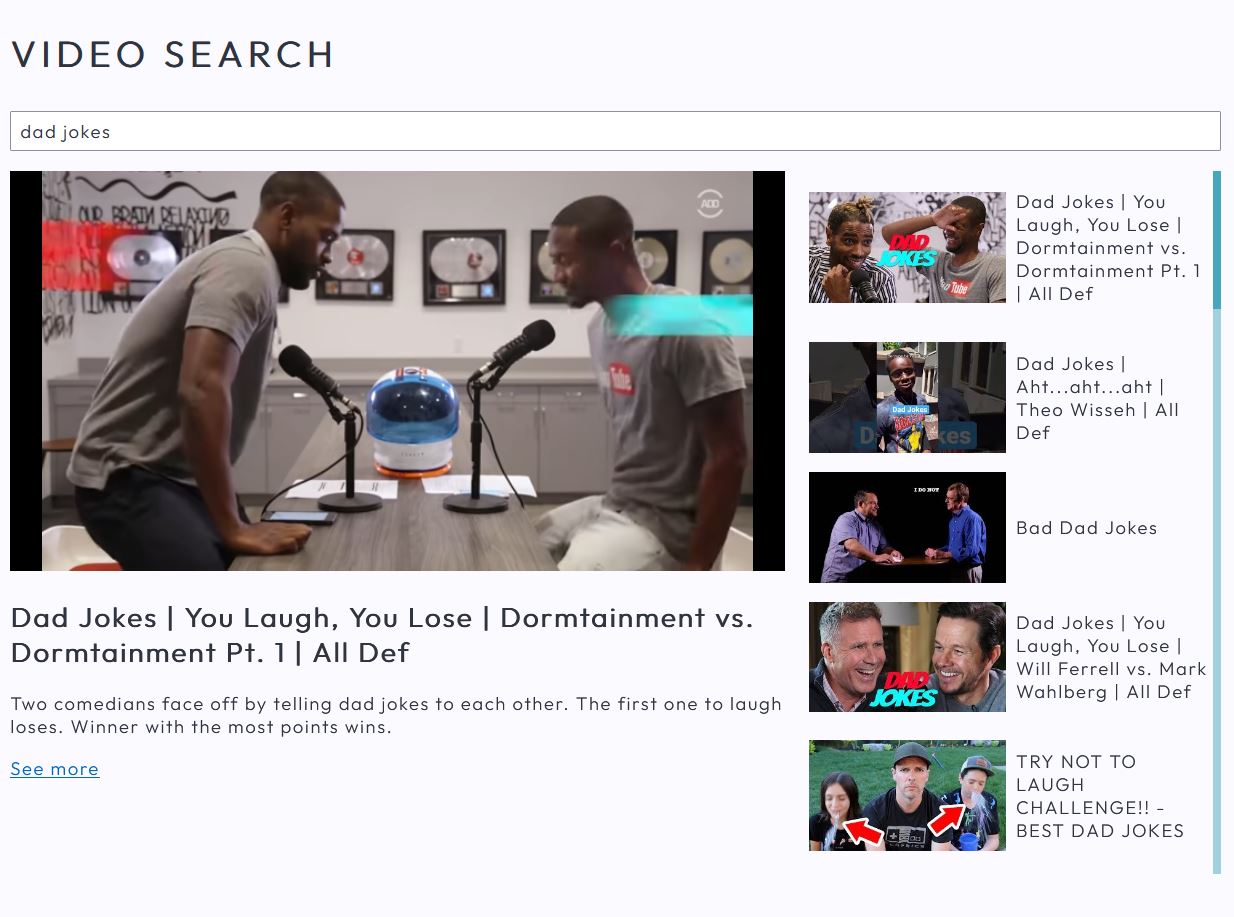 VIDEO SEARCH
dad jokes
OUR BRAIN RELAXING
ADD
Tube
Dad Jokes | You Laugh, You Lose | Dormtainment vs.
Dormtainment Pt. 1 | All Def
Two comedians face off by telling dad jokes to each other. The first one to laugh
loses. Winner with the most points wins.
See more
DAD
JOKES
Tube
Dad Jokes | You
Laugh, You Lose |
Dormtainment vs.
Dormtainment Pt. 1
| All Def
Dad Jokes
Dad Jokes |
Aht...aht...aht |
Theo Wisseh | All
Def
I DO NOT
Bad Dad Jokes
DAD
JOKES
Dad Jokes | You
Laugh, You Lose |
Will Ferrell vs. Mark
Wahlberg | All Def
TRY NOT TO
LAUGH
CHALLENGE!! -
BEST DAD JOKES